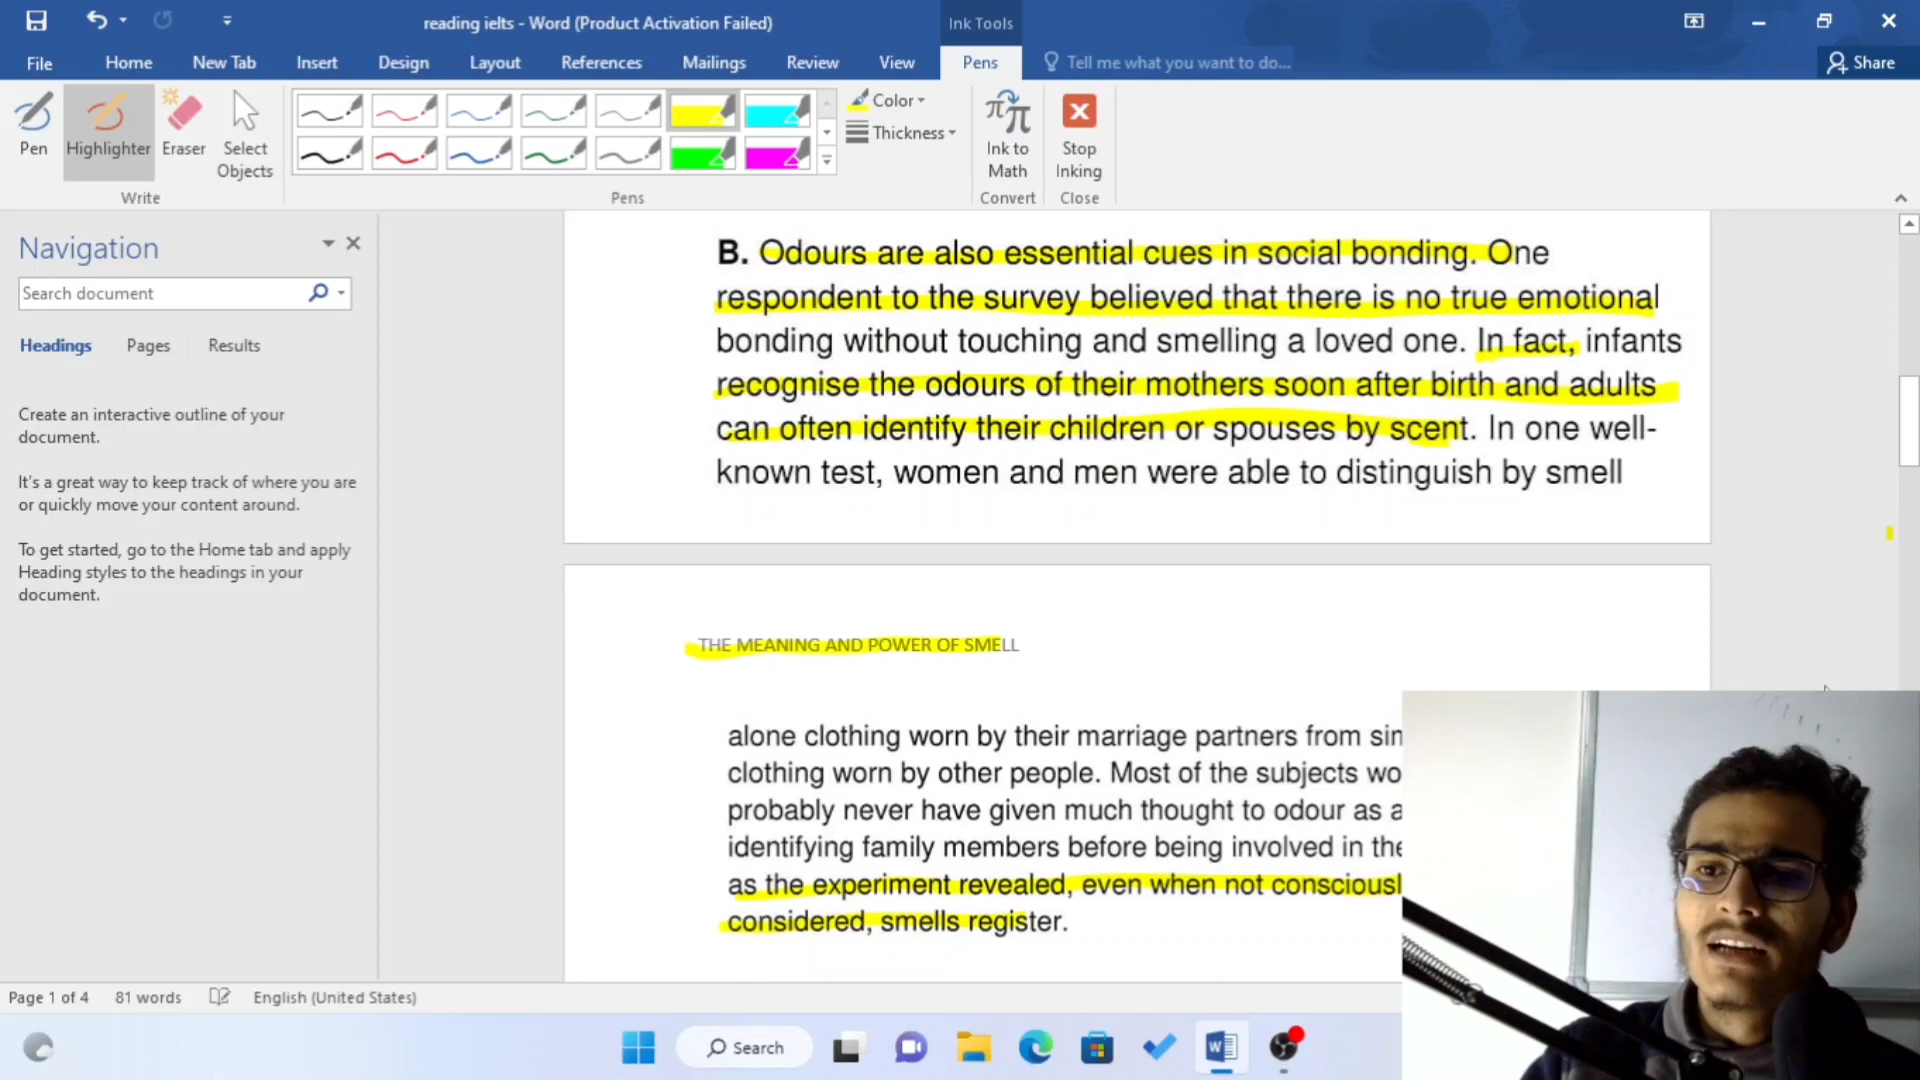 reading ielts - Word (Product Activation Failed)
Ink Tools
File Home New Tab Insert Design Layout References Mailings Review View Pens Tell me what you want to do... Share
Pen Highlighter Eraser Select Objects
Color
Thickness
Ink to Math
Stop Inking
Write Pens Convert Close
Navigation
Search document
Headings Pages Results
Create an interactive outline of your
document.
It's a great way to keep track of where you are
or quickly move your content around.
To get started, go to the Home tab and apply
Heading styles to the headings in your
document.
B. Odours are also essential cues in social bonding. One
respondent to the survey believed that there is no true emotional
bonding without touching and smelling a loved one. In fact, infants
recognise the odours of their mothers soon after birth and adults
can often identify their children or spouses by scent. In one well-
known test, women and men were able to distinguish by smell
THE MEANING AND POWER OF SMELL
alone clothing worn by their marriage partners from
clothing worn by other people. Most of the subjects
probably never have given much thought to odour as a
identifying family members before being involved in
as the experiment revealed, even when not
considered, smells register.
Page 1 of 4 81 words English (United States)
Search